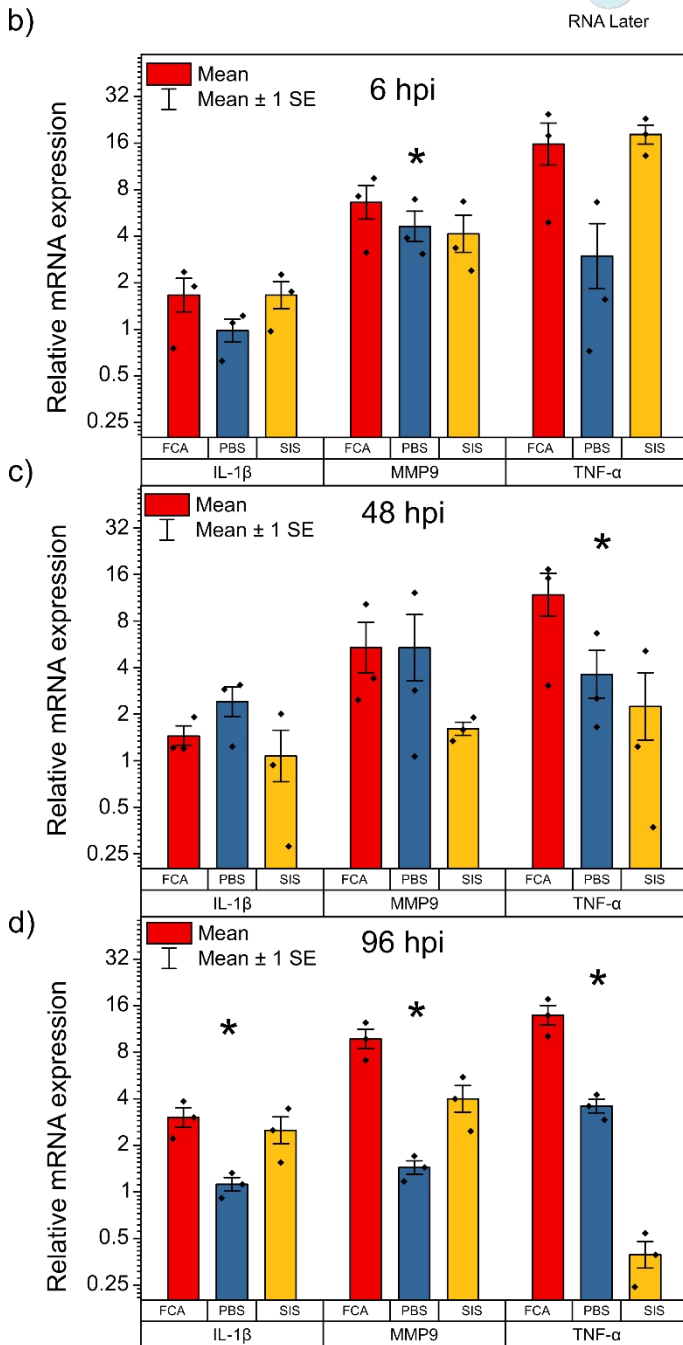 b)
RNA Later
Mean
Mean ± 1 SE
6 hpi
*
Relative mRNA expression
32
16
8
4
2
1
0.5
0.25
FCA PBS SIS FCA PBS SIS FCA PBS SIS
IL-1β MMP9 TNF-α
c)
Mean
Mean ± 1 SE
48 hpi
*
Relative mRNA expression
32
16
8
4
2
1
0.5
0.25
FCA PBS SIS FCA PBS SIS FCA PBS SIS
IL-1β MMP9 TNF-α
d)
Mean
Mean ± 1 SE
96 hpi
* * *
Relative mRNA expression
32
16
8
4
2
1
0.5
0.25
FCA PBS SIS FCA PBS SIS FCA PBS SIS
IL-1β MMP9 TNF-α